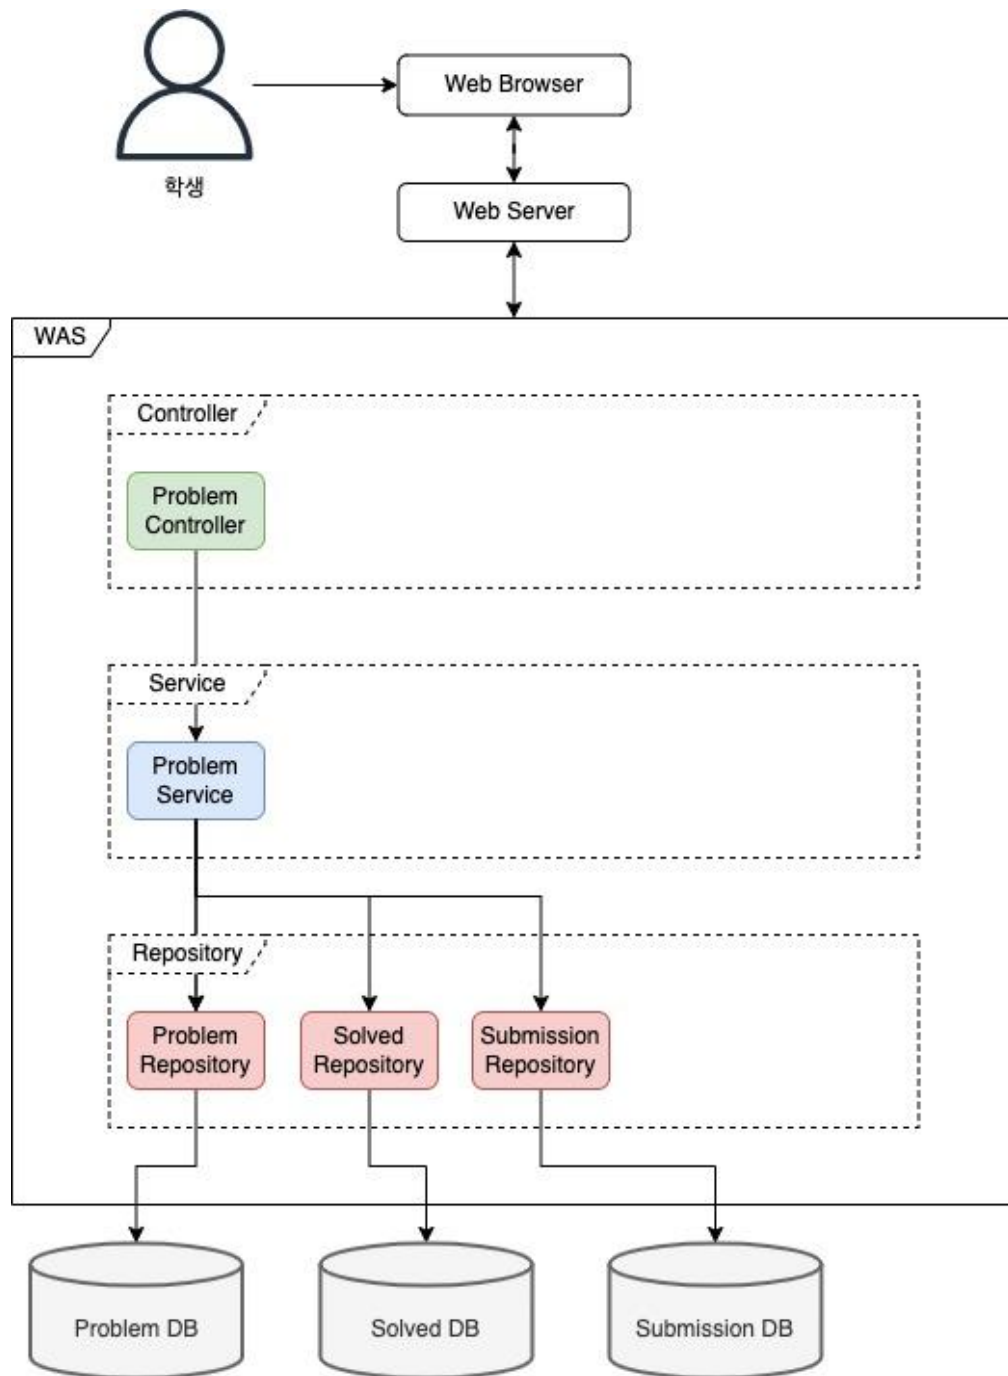 Web Browser
학생
Web Server
WAS
Controller
Problem
Controller
Service
Problem
Service
Repository
Problem
Repository
Solved
Repository
Submission
Repository
Problem DB
Solved DB
Submission DB